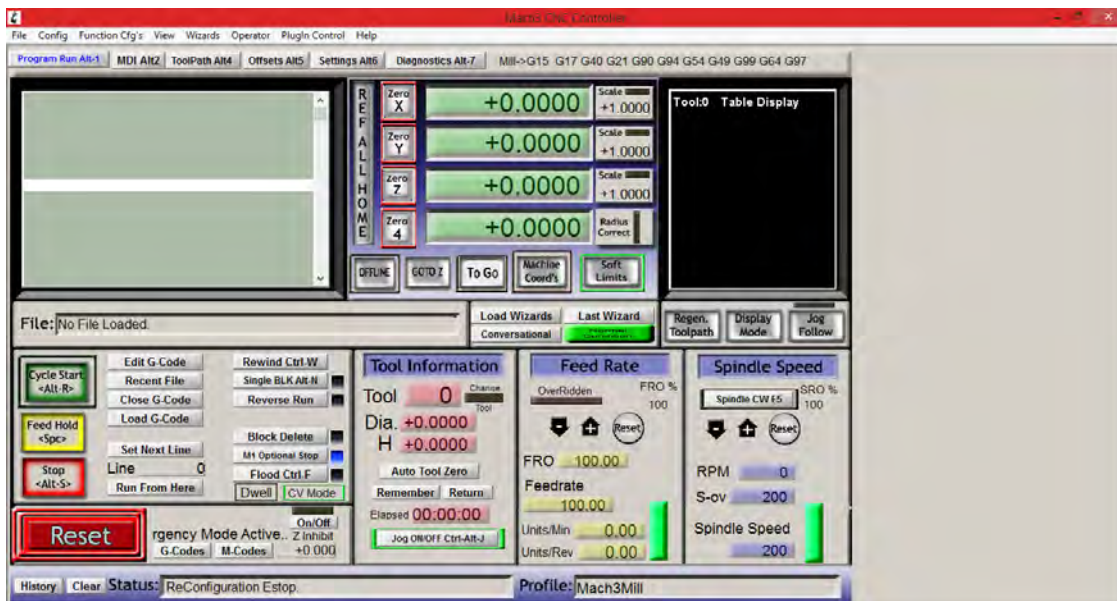 Mach3 CNC Controller
File Config Function Cfg's View Wizards Operator PlugIn Control Help
Program Run Alt-1 MDI Alt2 ToolPath Alt4 Offsets Alt5 Settings Alt6 Diagnostics Alt-7 Mill->G15 G17 G40 G21 G90 G94 G54 G49 G99 G64 G97
REF ALL HOME
Zero X +0.0000 Scale +1.0000
Zero Y +0.0000 Scale +1.0000
Zero Z +0.0000 Scale +1.0000
Zero 4 +0.0000 Radius Correct
OFFLINE GOTO Z To Go Machine Coord's Soft Limits
Tool:0 Table Display
File: No File Loaded.
Load Wizards Last Wizard
Conversational
Regen. Toolpath Display Mode Jog Follow
Cycle Start <Alt-R>
Feed Hold <Spc>
Stop <Alt-S>
Edit G-Code
Recent File
Close G-Code
Load G-Code
Set Next Line
Line 0
Run From Here
Rewind Ctrl-W
Single BLK Alt-N
Reverse Run
Block Delete
M1 Optional Stop
Flood Ctrl-F
Dwell CV Mode
Reset
rgency Mode Active..
G-Codes M-Codes
On/Off
Z Inhibit
+0.000
Tool Information
Tool 0 Change Tool
Dia. +0.0000
H +0.0000
Auto Tool Zero
Remember Return
Elapsed 00:00:00
Jog ON/OFF Ctrl-Alt-J
Feed Rate
OverRidden FRO %
100
Reset
FRO 100.00
Feedrate
100.00
Units/Min 0.00
Units/Rev 0.00
Spindle Speed
Spindle CW F5 SRO %
100
Reset
RPM 0
S-ov 200
Spindle Speed
200
History Clear Status: ReConfiguration Estop. Profile: Mach3Mill